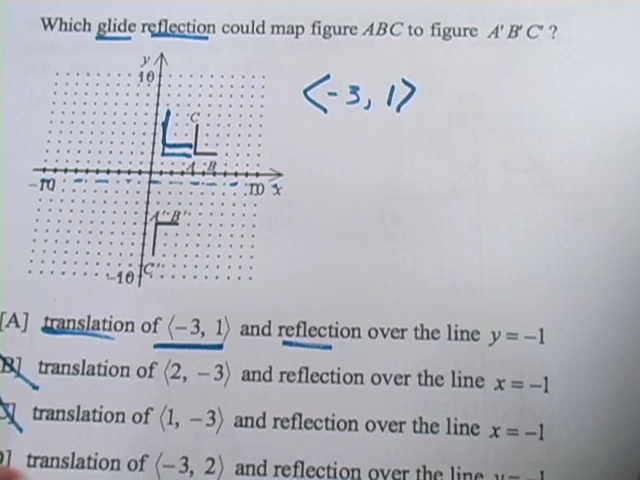 Which glide reflection could map figure ABC to figure A' B' C' ?
y
10
⟨-3, 1⟩
C
A B
-10 10 x
A'' B''
C''
-10
[A] translation of ⟨-3, 1⟩ and reflection over the line y = -1
B] translation of ⟨2, -3⟩ and reflection over the line x = -1
translation of ⟨1, -3⟩ and reflection over the line x = -1
] translation of ⟨-3, 2⟩ and reflection over the line